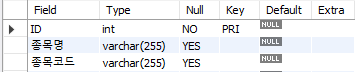 Field Type Null Key Default Extra
ID int NO PRI NULL
종목명 varchar(255) YES NULL
종목코드 varchar(255) YES NULL